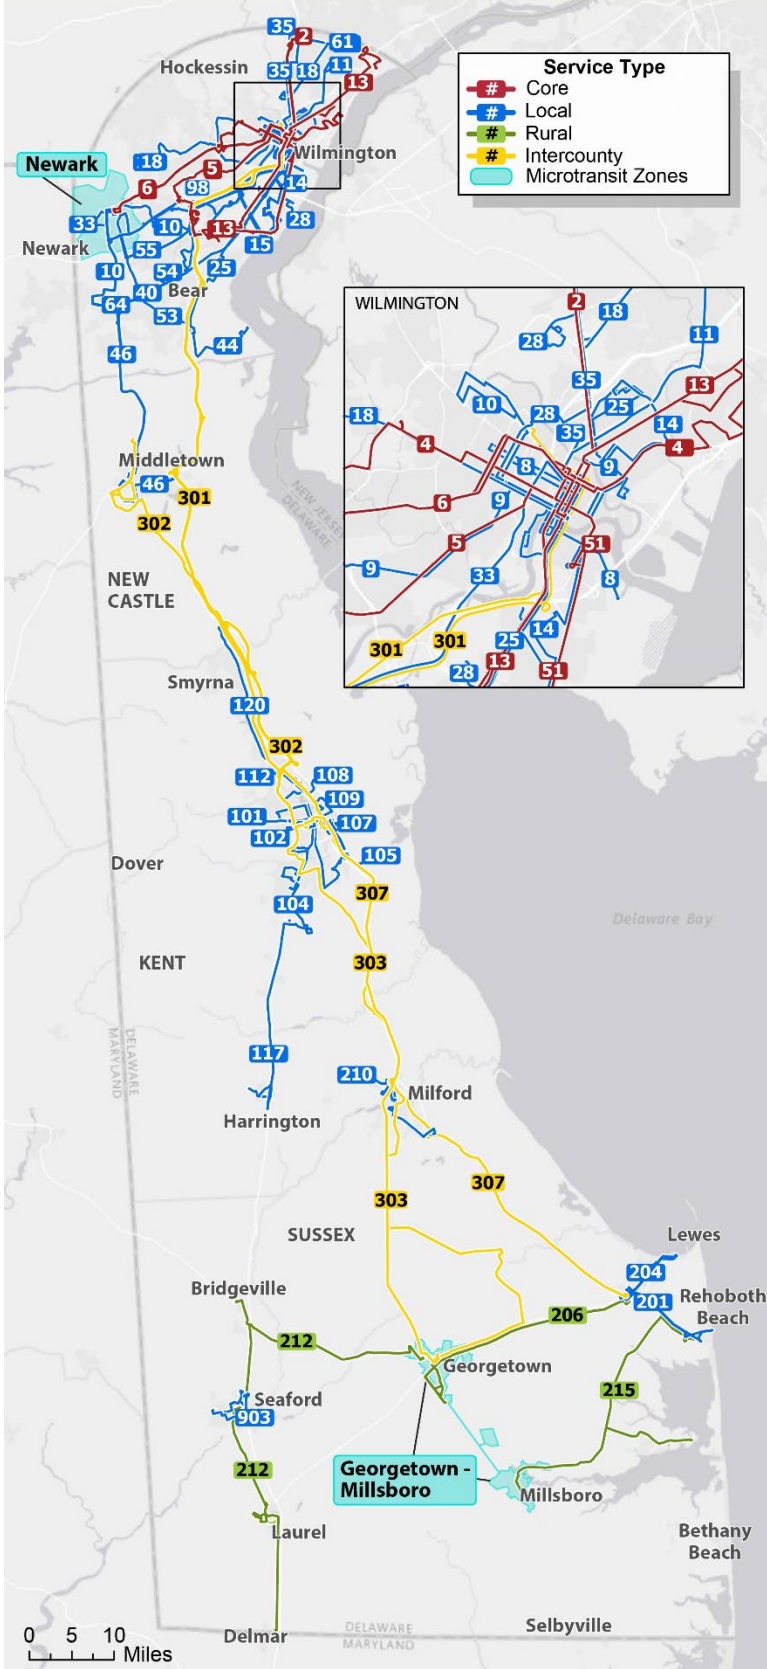 35
2
61
Hockessin
35
18
11
13
Service Type
# Core
# Local
# Rural
# Intercounty
Microtransit Zones
Newark
18
Wilmington
6
5
98
14
33
10
13
28
Newark
55
15
10
54
25
40
Bear
64
53
46
44
WILMINGTON
2
18
28
11
35
13
10
28
25
18
35
14
4
4
8
9
6
9
5
51
9
33
8
14
301
301
25
13
28
51
Middletown
46
301
302
NEW JERSEY
DELAWARE
NEW
CASTLE
Smyrna
120
302
112
108
109
101
107
102
105
Dover
307
104
Delaware Bay
KENT
303
DELAWARE
MARYLAND
117
210
Milford
Harrington
307
303
SUSSEX
Lewes
204
Bridgeville
201
Rehoboth
Beach
206
212
Georgetown
215
Seaford
903
Georgetown -
Millsboro
212
Millsboro
Laurel
Bethany
Beach
Selbyville
Delmar
DELAWARE
MARYLAND
0 5 10
Miles